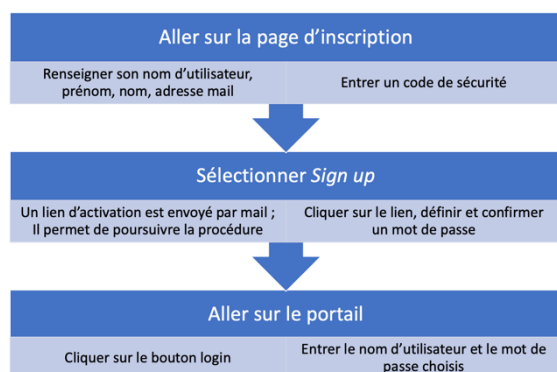 Aller sur la page d’inscription
Renseigner son nom d’utilisateur,
prénom, nom, adresse mail
Entrer un code de sécurité
Sélectionner Sign up
Un lien d’activation est envoyé par mail ;
Il permet de poursuivre la procédure
Cliquer sur le lien, définir et confirmer
un mot de passe
Aller sur le portail
Cliquer sur le bouton login
Entrer le nom d’utilisateur et le mot de
passe choisis